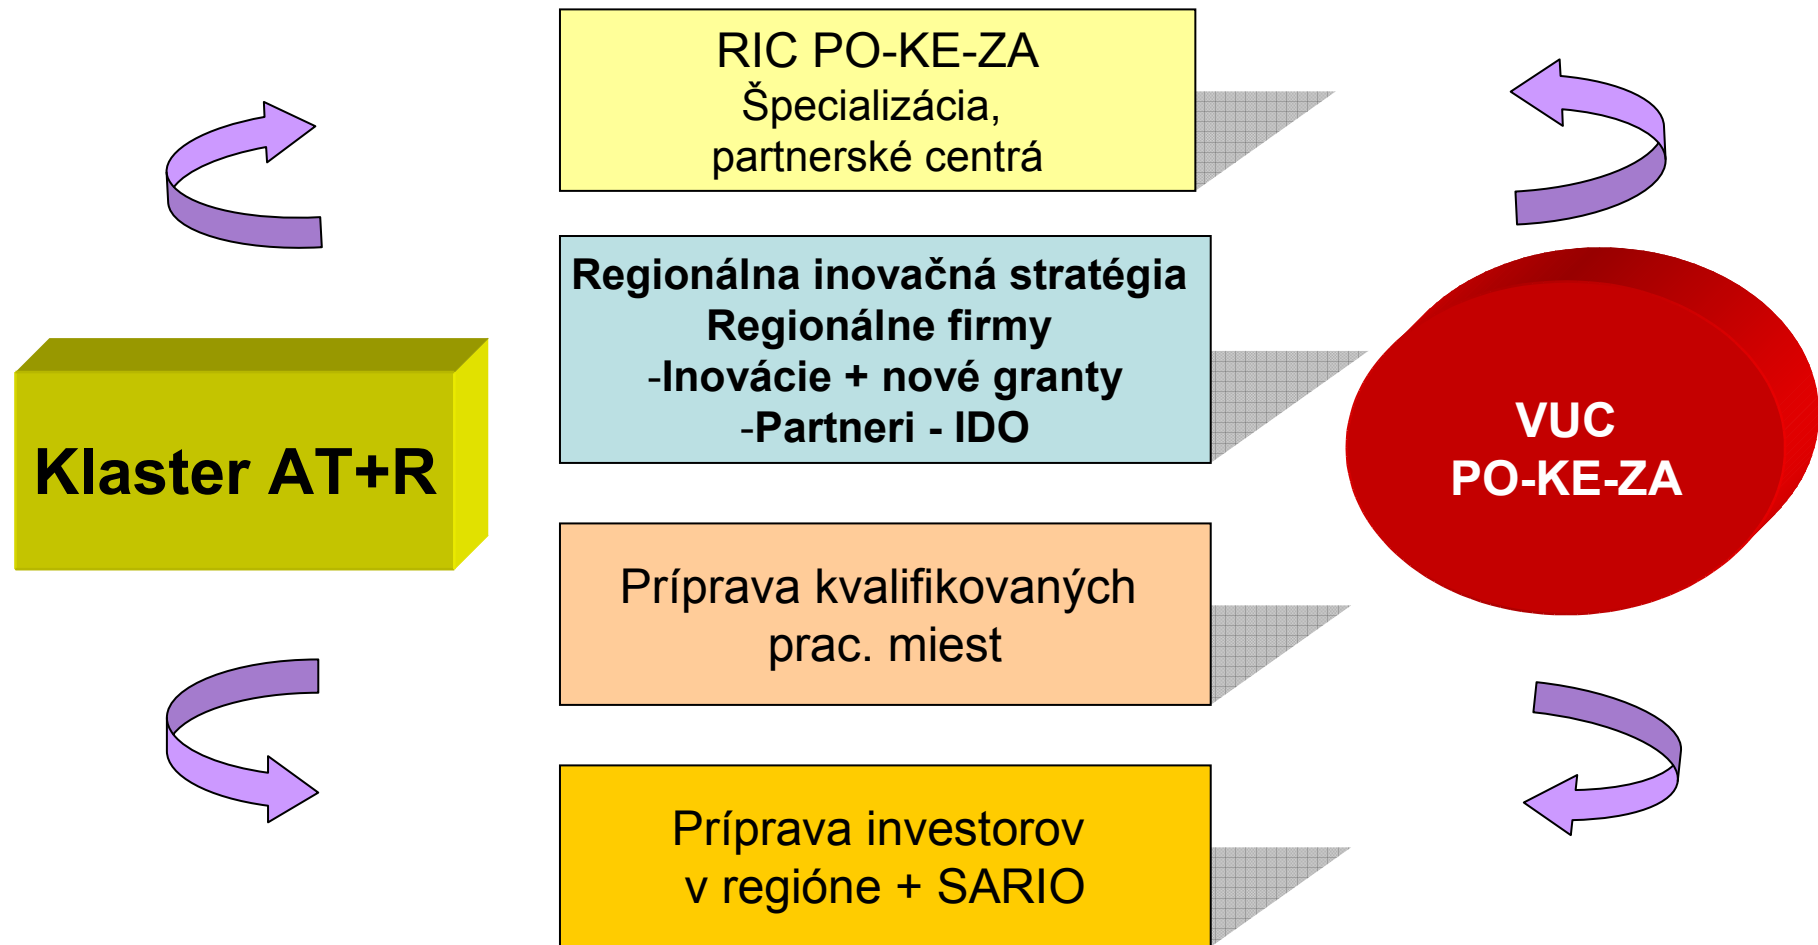 RIC PO-KE-ZA
Špecializácia,
partnerské centrá
Regionálna inovačná stratégia
Regionálne firmy
-Inovácie + nové granty
-Partneri - IDO
Klaster AT+R
VUC
PO-KE-ZA
Príprava kvalifikovaných
prac. miest
Príprava investorov
v regióne + SARIO